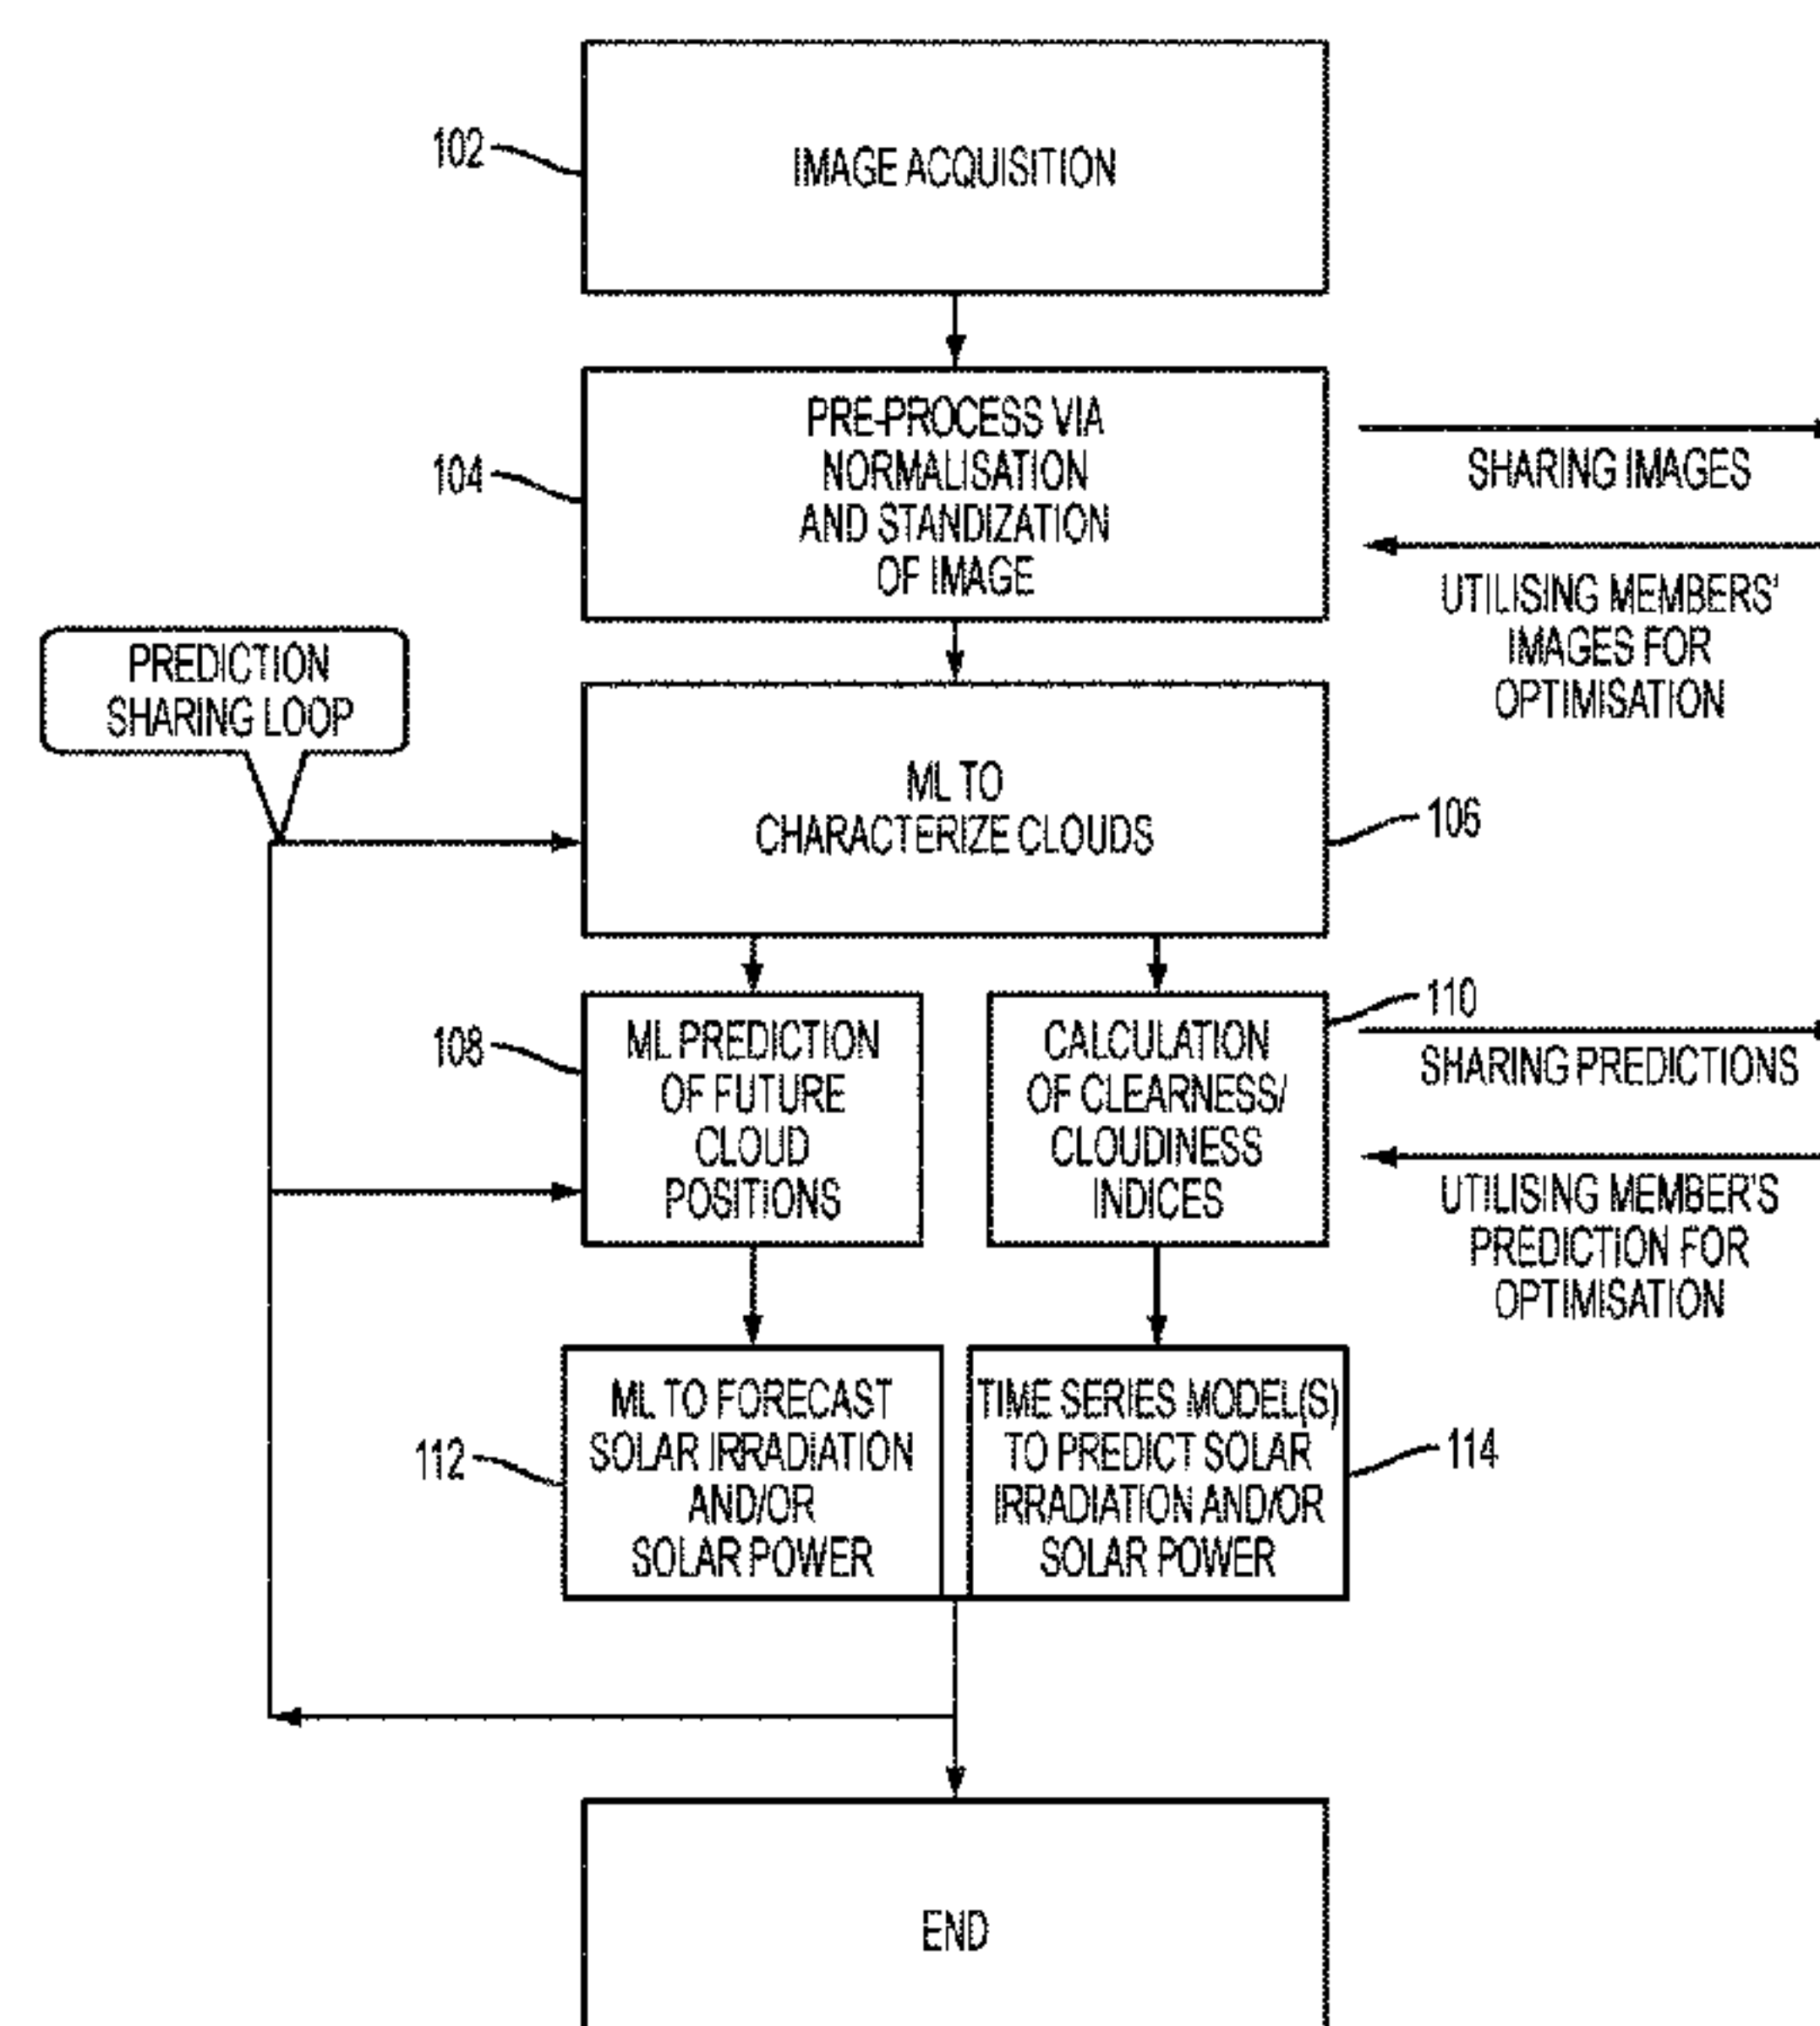 102
IMAGE ACQUISITION
104
PRE-PROCESS VIA
NORMALISATION
AND STANDIZATION
OF IMAGE
SHARING IMAGES
UTILISING MEMBERS'
IMAGES FOR
OPTIMISATION
PREDICTION
SHARING LOOP
ML TO
CHARACTERIZE CLOUDS
106
108
ML PREDICTION
OF FUTURE
CLOUD
POSITIONS
CALCULATION
OF CLEARNESS/
CLOUDINESS
INDICES
110
SHARING PREDICTIONS
UTILISING MEMBER'S
PREDICTION FOR
OPTIMISATION
112
ML TO FORECAST
SOLAR IRRADIATION
AND/OR
SOLAR POWER
TIME SERIES MODEL(S)
TO PREDICT SOLAR
IRRADIATION AND/OR
SOLAR POWER
114
END